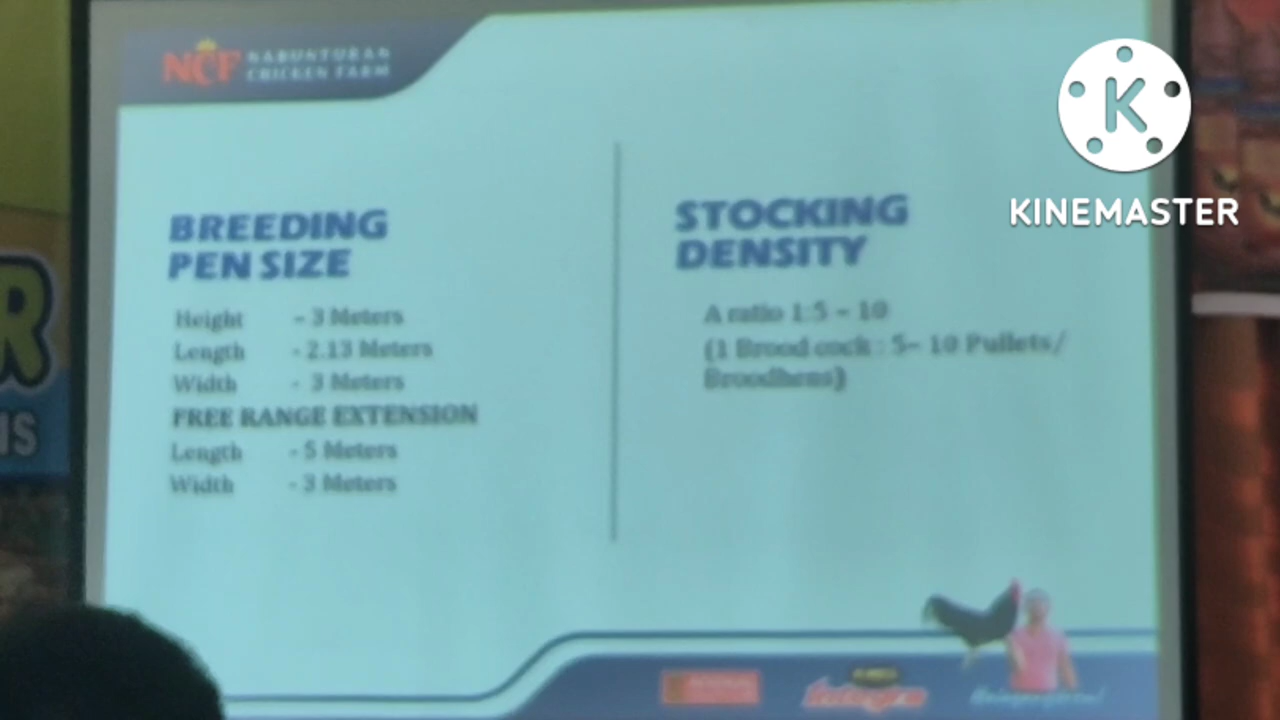 NCF NABUNTURAN
CHICKEN FARM
KINEMASTER
BREEDING
PEN SIZE
Height - 3 Meters
Length - 2.13 Meters
Width - 3 Meters
FREE RANGE EXTENSION
Length - 5 Meters
Width - 3 Meters
STOCKING
DENSITY
A ratio 1:5 - 10
(1 Brood cock : 5- 10 Pullets/
Broodhens)
R
NS